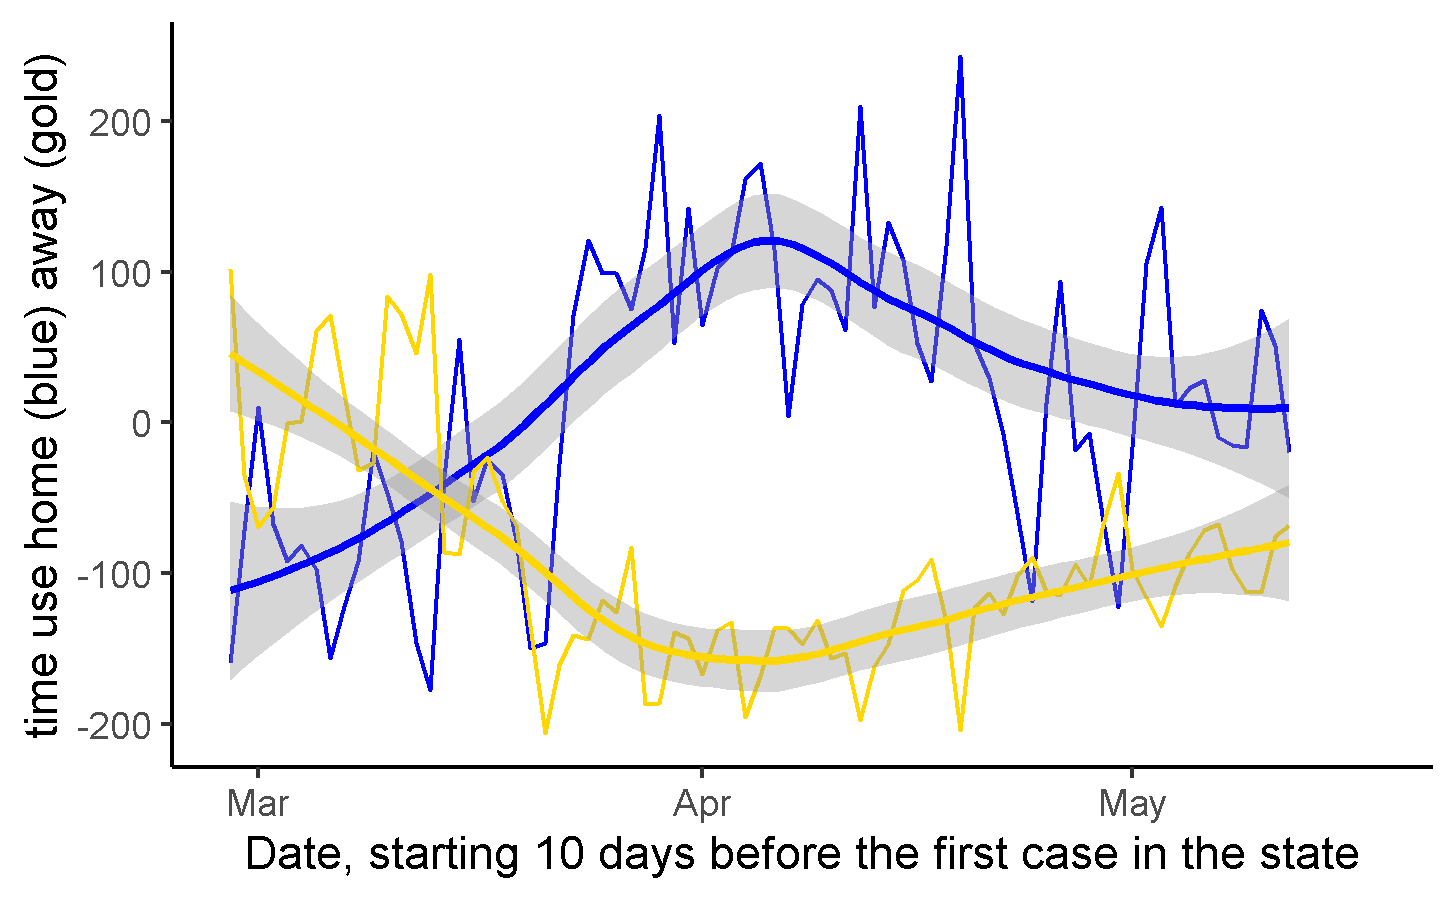 time use home (blue) away (gold)
200
100
0
-100
-200
Mar Apr May
Date, starting 10 days before the first case in the state